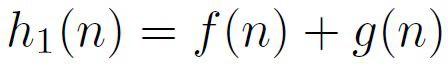 h₁(n) = f(n) + g(n)